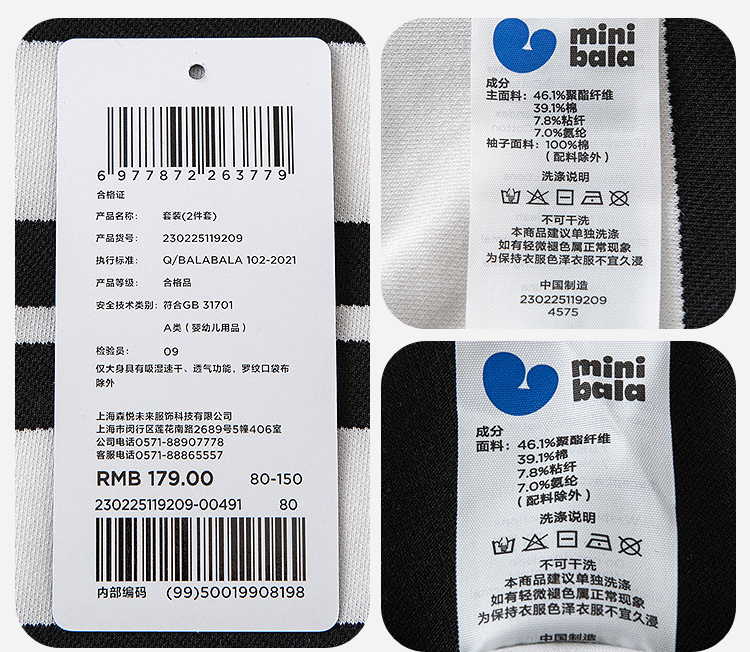 6 977872 263779
合格证
产品名称: 套装(2件套)
产品货号: 230225119209
执行标准: Q/BALABALA 102-2021
产品等级: 合格品
安全技术类别: 符合GB 31701
A类 (婴幼儿用品)
检验员: 09
仅大身具有吸湿速干、透气功能,罗纹口袋布
除外
上海森悦未来服饰科技有限公司
上海市闵行区莲花南路2689号5幢406室
公司电话0571-88907778
客服电话0571-88865557
RMB 179.00 80-150
230225119209-00491 80
内部编码 (99)50019908198
mini
bala
成分
主面料: 46.1%聚酯纤维
39.1%棉
7.8%粘纤
7.0%氨纶
袖子面料: 100%棉
(配料除外)
洗涤说明
不可干洗
本商品建议单独洗涤
如有轻微褪色属正常现象
为保持衣服色泽衣服不宜久浸
中国制造
230225119209
4575
mini
bala
成分
面料: 46.1%聚酯纤维
39.1%棉
7.8%粘纤
7.0%氨纶
(配料除外)
洗涤说明
不可干洗
本商品建议单独洗涤
如有轻微褪色属正常现象
为保持衣服色泽衣服不宜久浸
中国制造